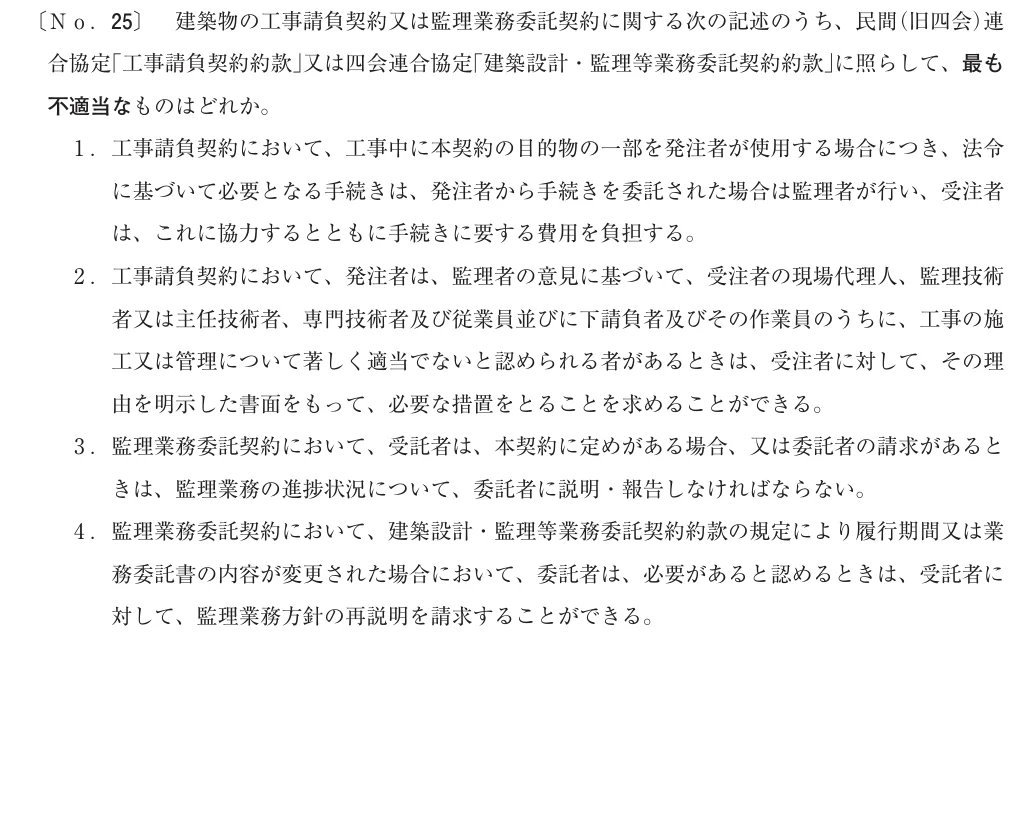 〔Ｎｏ．25〕　建築物の工事請負契約又は監理業務委託契約に関する次の記述のうち、民間(旧四会)連
合協定「工事請負契約約款」又は四会連合協定「建築設計・監理等業務委託契約約款」に照らして、最も
不適当なものはどれか。
１．工事請負契約において、工事中に本契約の目的物の一部を発注者が使用する場合につき、法令
に基づいて必要となる手続きは、発注者から手続きを委託された場合は監理者が行い、受注者
は、これに協力するとともに手続きに要する費用を負担する。
２．工事請負契約において、発注者は、監理者の意見に基づいて、受注者の現場代理人、監理技術
者又は主任技術者、専門技術者及び従業員並びに下請負者及びその作業員のうちに、工事の施
工又は管理について著しく適当でないと認められる者があるときは、受注者に対して、その理
由を明示した書面をもって、必要な措置をとることを求めることができる。
３．監理業務委託契約において、受託者は、本契約に定めがある場合、又は委託者の請求があると
きは、監理業務の進捗状況について、委託者に説明・報告しなければならない。
４．監理業務委託契約において、建築設計・監理等業務委託契約約款の規定により履行期間又は業
務委託書の内容が変更された場合において、委託者は、必要があると認めるときは、受託者に
対して、監理業務方針の再説明を請求することができる。